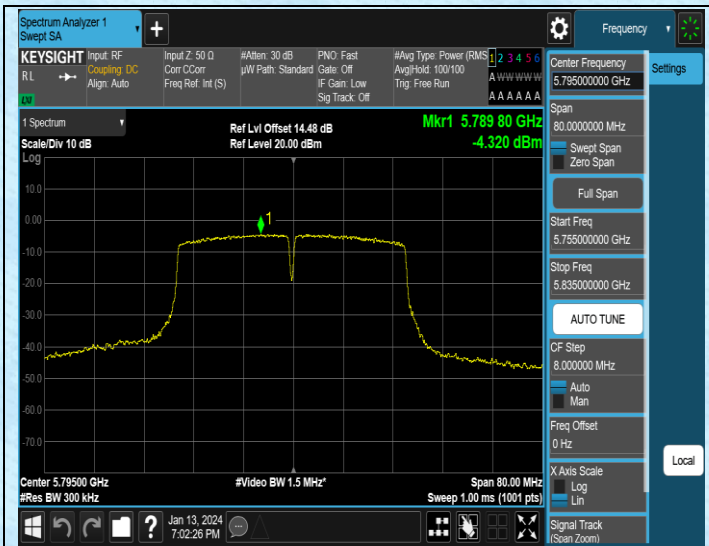 Spectrum Analyzer 1
Swept SA
Frequency
KEYSIGHT
Input: RF
Coupling: DC
Align: Auto
Input Z: 50 Ω
Corr CCorr
Freq Ref: Int (S)
#Atten: 30 dB
µW Path: Standard
PNO: Fast
Gate: Off
IF Gain: Low
Sig Track: Off
#Avg Type: Power (RMS
Avg|Hold: 100/100
Trig: Free Run
1 2 3 4 5 6
A W W W W W
A A A A A A
R L
LXI
Center Frequency
5.795000000 GHz
Settings
Span
80.0000000 MHz
Swept Span
Zero Span
Full Span
Start Freq
5.755000000 GHz
Stop Freq
5.835000000 GHz
AUTO TUNE
CF Step
8.000000 MHz
Auto
Man
Freq Offset
0 Hz
X Axis Scale
Log
Lin
Local
Signal Track
(Span Zoom)
1 Spectrum
Scale/Div 10 dB
Log
Ref Lvl Offset 14.48 dB
Ref Level 20.00 dBm
Mkr1 5.789 80 GHz
-4.320 dBm
10.0
0.00
-10.0
-20.0
-30.0
-40.0
-50.0
-60.0
-70.0
1
Center 5.79500 GHz
#Res BW 300 kHz
#Video BW 1.5 MHz*
Span 80.00 MHz
Sweep 1.00 ms (1001 pts)
?
Jan 13, 2024
7:02:26 PM